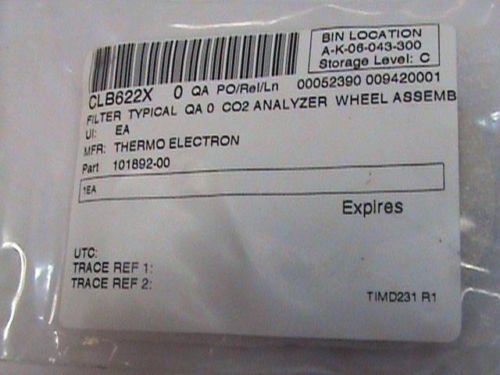 BIN LOCATION
A-K-06-043-300
Storage Level: C
CLB622X 0 QA PO/Rel/Ln 00052390 009420001
FILTER TYPICAL QA 0 CO2 ANALYZER WHEEL ASSEMB
UI: EA
MFR: THERMO ELECTRON
Part 101892-00
1EA
Expires
UTC:
TRACE REF 1:
TRACE REF 2:
TIMD231 R1